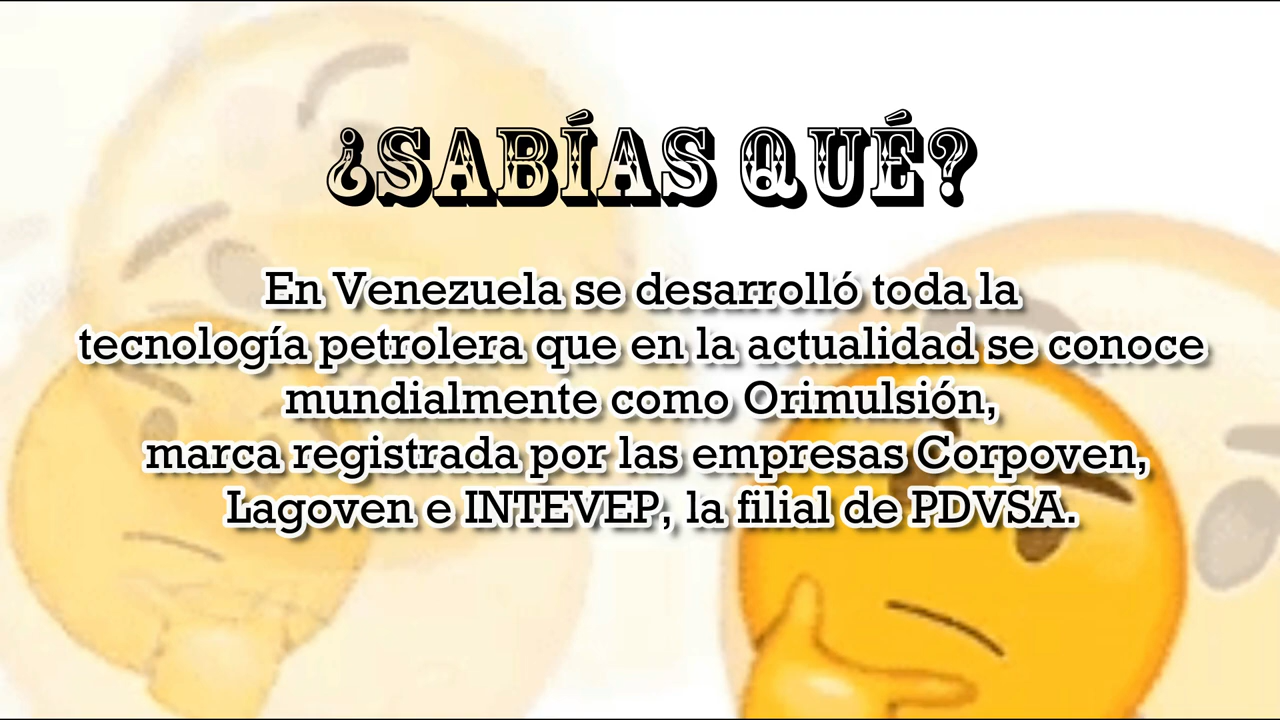 ¿SABÍAS QUÉ?
En Venezuela se desarrolló toda la
tecnología petrolera que en la actualidad se conoce
mundialmente como Orimulsión,
marca registrada por las empresas Corpoven,
Lagoven e INTEVEP, la filial de PDVSA.